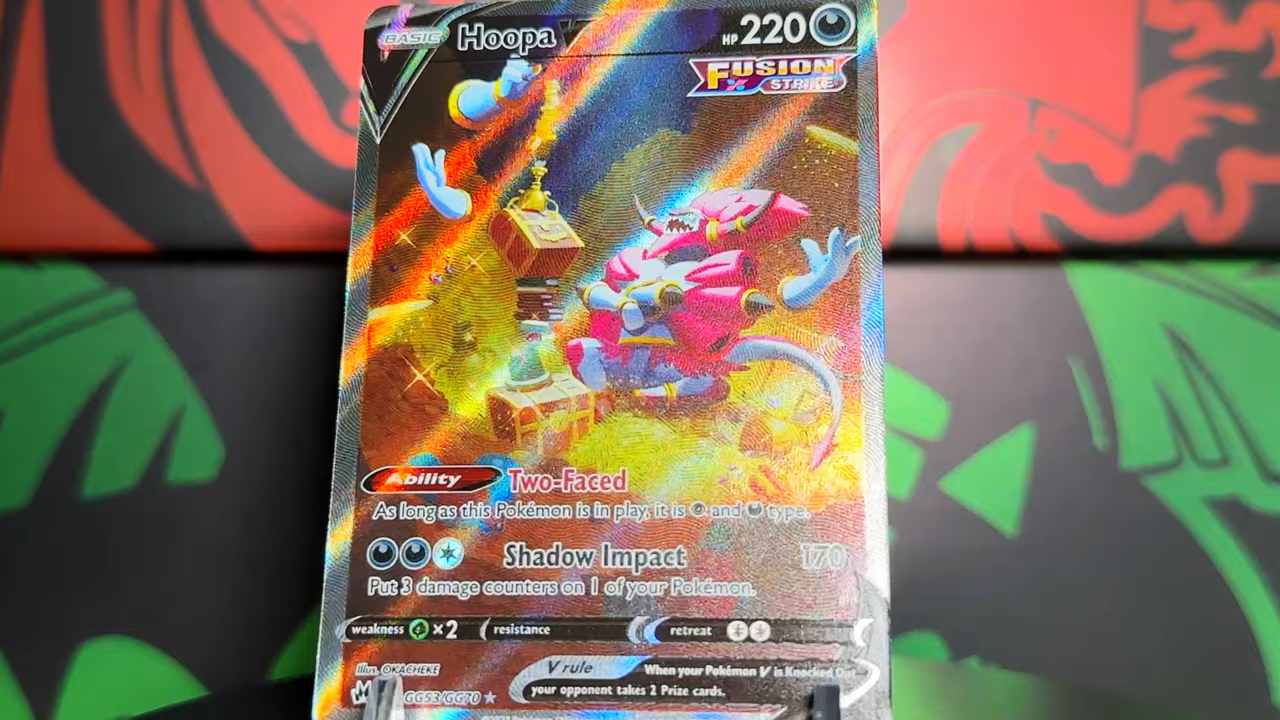 BASIC Hoopa V HP 220
FUSION
STRIKE
Ability Two-Faced
As long as this Pokémon is in play, it is and type.
Shadow Impact 170
Put 3 damage counters on 1 of your Pokémon.
weakness ×2 resistance retreat
Illus. OKACHEKE
V rule When your Pokémon V is Knocked Out,
your opponent takes 2 Prize cards.
GG53/GG70